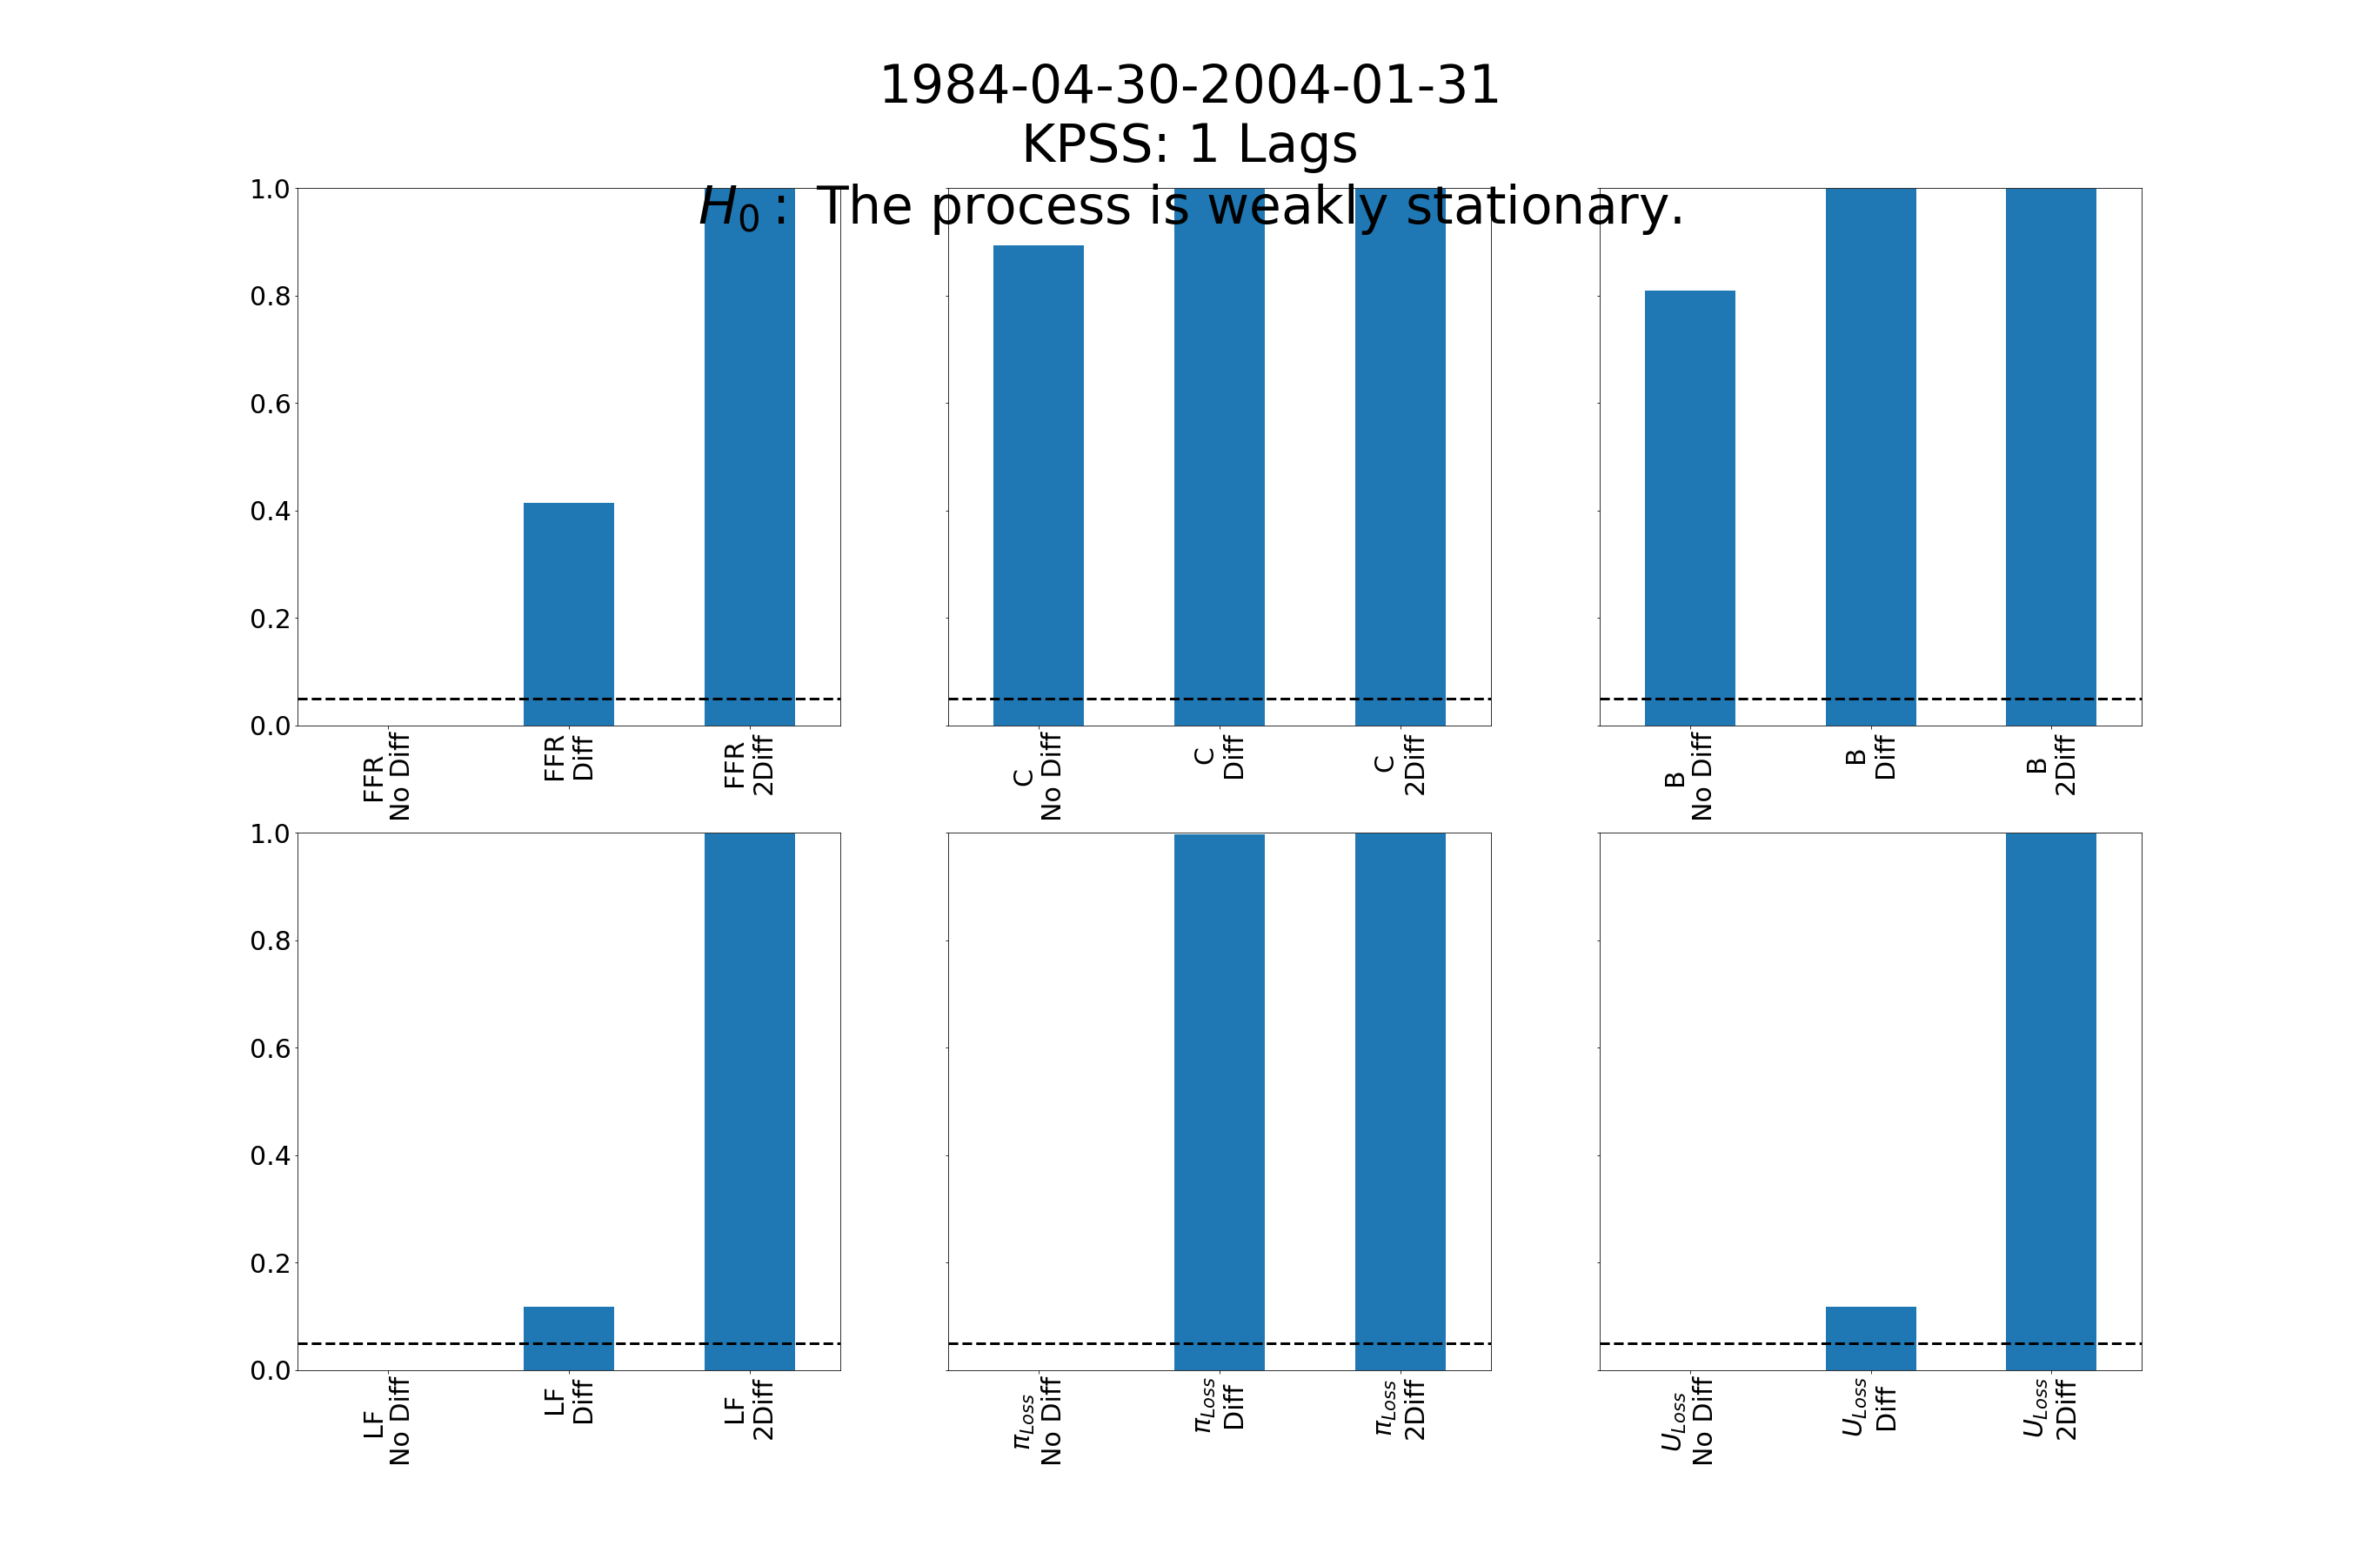 1984-04-30-2004-01-31
KPSS: 1 Lags
H₀ : The process is weakly stationary.
1.0
0.8
0.6
0.4
0.2
0.0
FFR
No Diff
FFR
Diff
FFR
2Diff
C
No Diff
C
Diff
C
2Diff
B
No Diff
B
Diff
B
2Diff
1.0
0.8
0.6
0.4
0.2
0.0
LF
No Diff
LF
Diff
LF
2Diff
π_Loss
No Diff
π_Loss
Diff
π_Loss
2Diff
U_Loss
No Diff
U_Loss
Diff
U_Loss
2Diff